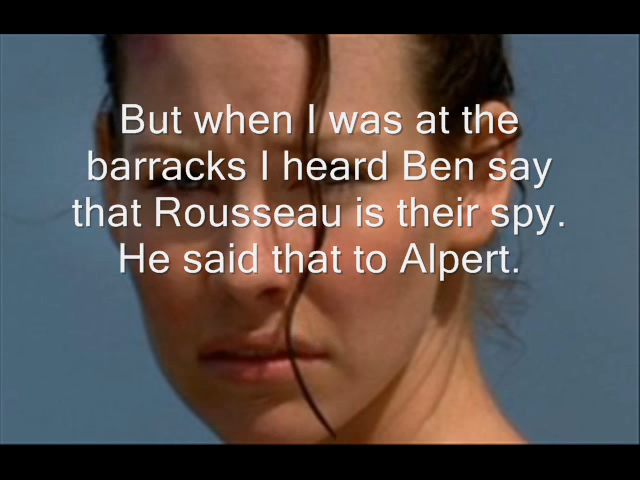 But when I was at the
barracks I heard Ben say
that Rousseau is their spy.
He said that to Alpert.